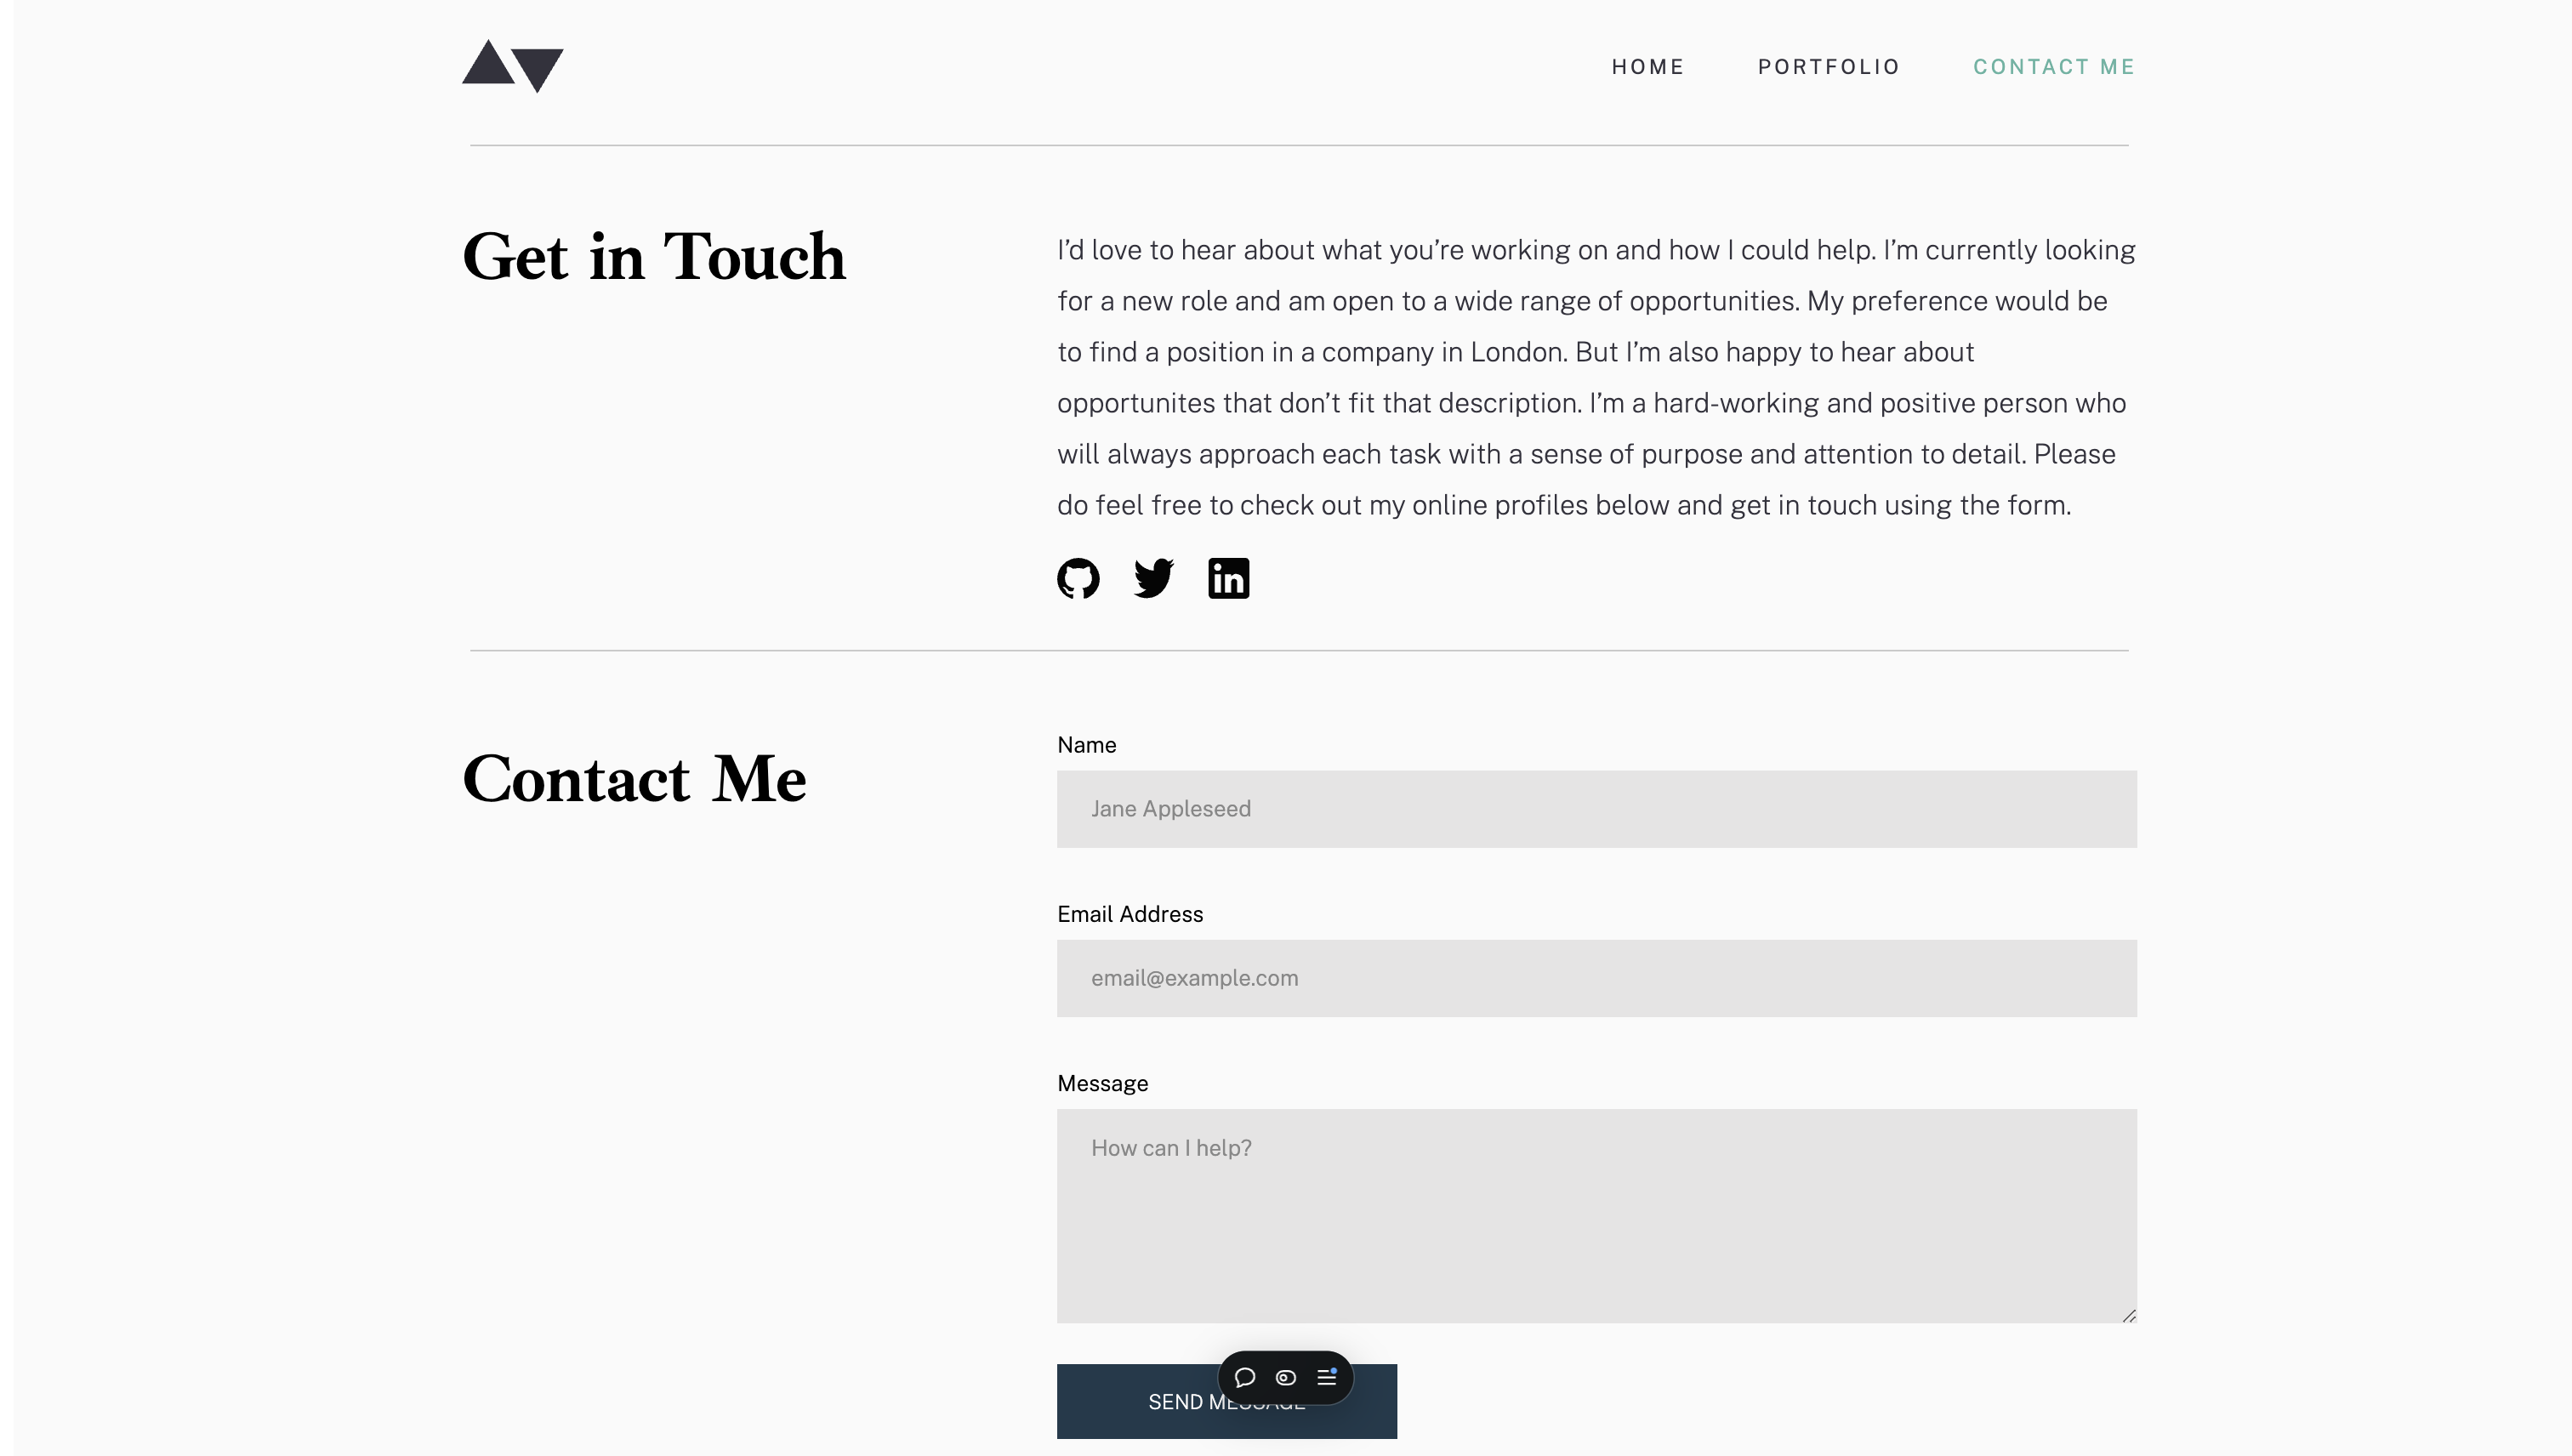 HOME
PORTFOLIO
CONTACT ME
Get in Touch
I’d love to hear about what you’re working on and how I could help. I’m currently looking
for a new role and am open to a wide range of opportunities. My preference would be
to find a position in a company in London. But I’m also happy to hear about
opportunites that don’t fit that description. I’m a hard-working and positive person who
will always approach each task with a sense of purpose and attention to detail. Please
do feel free to check out my online profiles below and get in touch using the form.
in
Contact Me
Name
Jane Appleseed
Email Address
email@example.com
Message
How can I help?
SEND MESSAGE